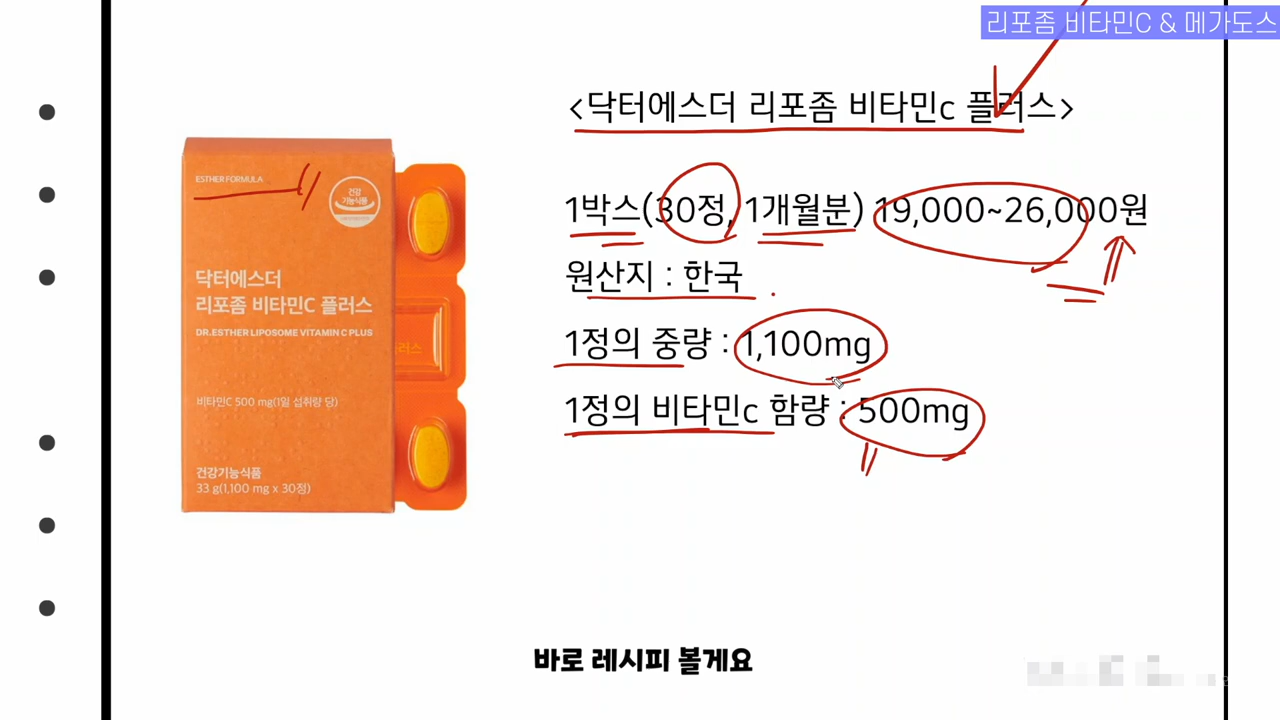 리포좀 비타민C & 메가도스
<닥터에스더 리포좀 비타민c 플러스>
1박스(30정, 1개월분) 19,000~26,000원
원산지 : 한국
1정의 중량 : 1,100mg
1정의 비타민c 함량 : 500mg
ESTHER FORMULA
건강
기능식품
닥터에스더
리포좀 비타민C 플러스
DR.ESTHER LIPOSOME VITAMIN C PLUS
러스
비타민C 500 mg(1일 섭취량 당)
건강기능식품
33 g(1,100 mg x 30정)
바로 레시피 볼게요